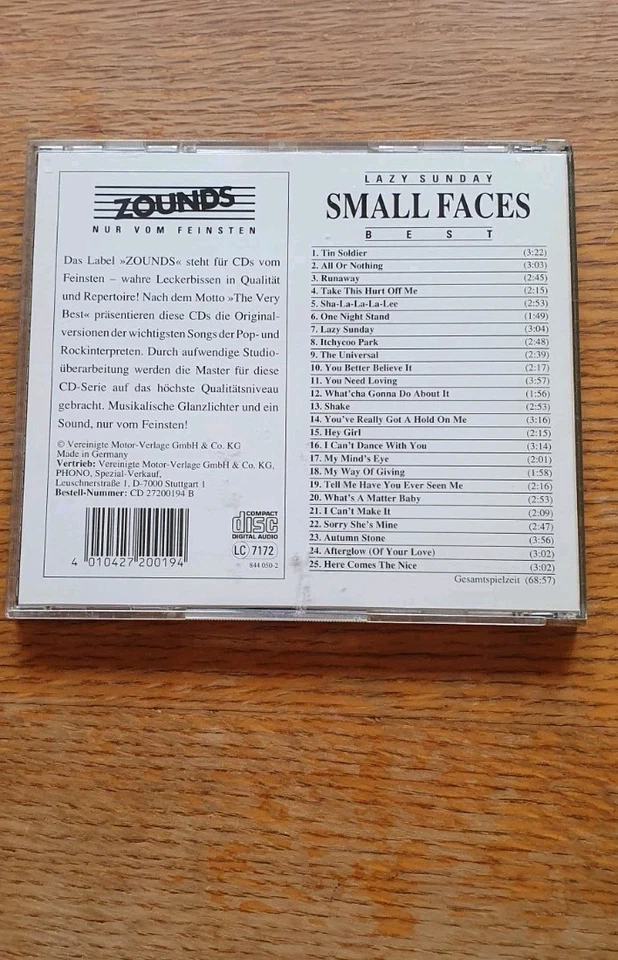 ZOUNDS
NUR VOM FEINSTEN
Das Label »ZOUNDS« steht für CDs vom
Feinsten – wahre Leckerbissen in Qualität
und Repertoire! Nach dem Motto »The Very
Best« präsentieren diese CDs die Original-
versionen der wichtigsten Songs der Pop- und
Rockinterpreten. Durch aufwendige Studio-
überarbeitung werden die Master für diese
CD-Serie auf das höchste Qualitätsniveau
gebracht. Musikalische Glanzlichter und ein
Sound, nur vom Feinsten!
© Vereinigte Motor-Verlage GmbH & Co. KG
Made in Germany
Vertrieb: Vereinigte Motor-Verlage GmbH & Co. KG,
PHONO, Spezial-Verkauf,
Leuschnerstraße 1, D-7000 Stuttgart 1
Bestell-Nummer: CD 27200194 B
4 010427 200194
COMPACT
disc
DIGITAL AUDIO
LC 7172
844 050-2
LAZY SUNDAY
SMALL FACES
BEST
1. Tin Soldier (3:22)
2. All Or Nothing (3:03)
3. Runaway (2:45)
4. Take This Hurt Off Me (2:15)
5. Sha-La-La-La-Lee (2:53)
6. One Night Stand (1:49)
7. Lazy Sunday (3:04)
8. Itchycoo Park (2:48)
9. The Universal (2:39)
10. You Better Believe It (2:17)
11. You Need Loving (3:57)
12. What'cha Gonna Do About It (1:56)
13. Shake (2:53)
14. You've Really Got A Hold On Me (3:16)
15. Hey Girl (2:15)
16. I Can't Dance With You (3:14)
17. My Mind's Eye (2:01)
18. My Way Of Giving (1:58)
19. Tell Me Have You Ever Seen Me (2:16)
20. What's A Matter Baby (2:53)
21. I Can't Make It (2:09)
22. Sorry She's Mine (2:47)
23. Autumn Stone (3:56)
24. Afterglow (Of Your Love) (3:02)
25. Here Comes The Nice (3:02)
Gesamtspielzeit (68:57)